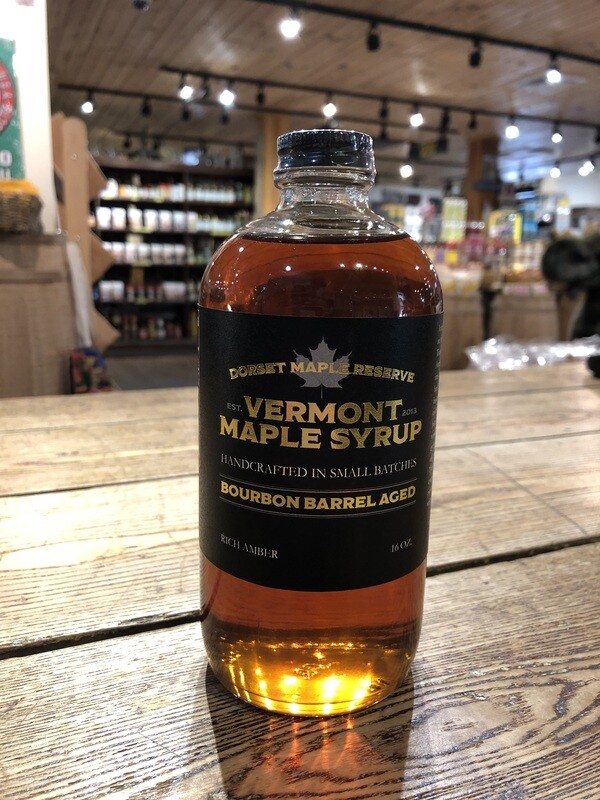 DORSET MAPLE RESERVE
EST. VERMONT 2013
MAPLE SYRUP
HANDCRAFTED IN SMALL BATCHES
BOURBON BARREL AGED
RICH AMBER 16 OZ.